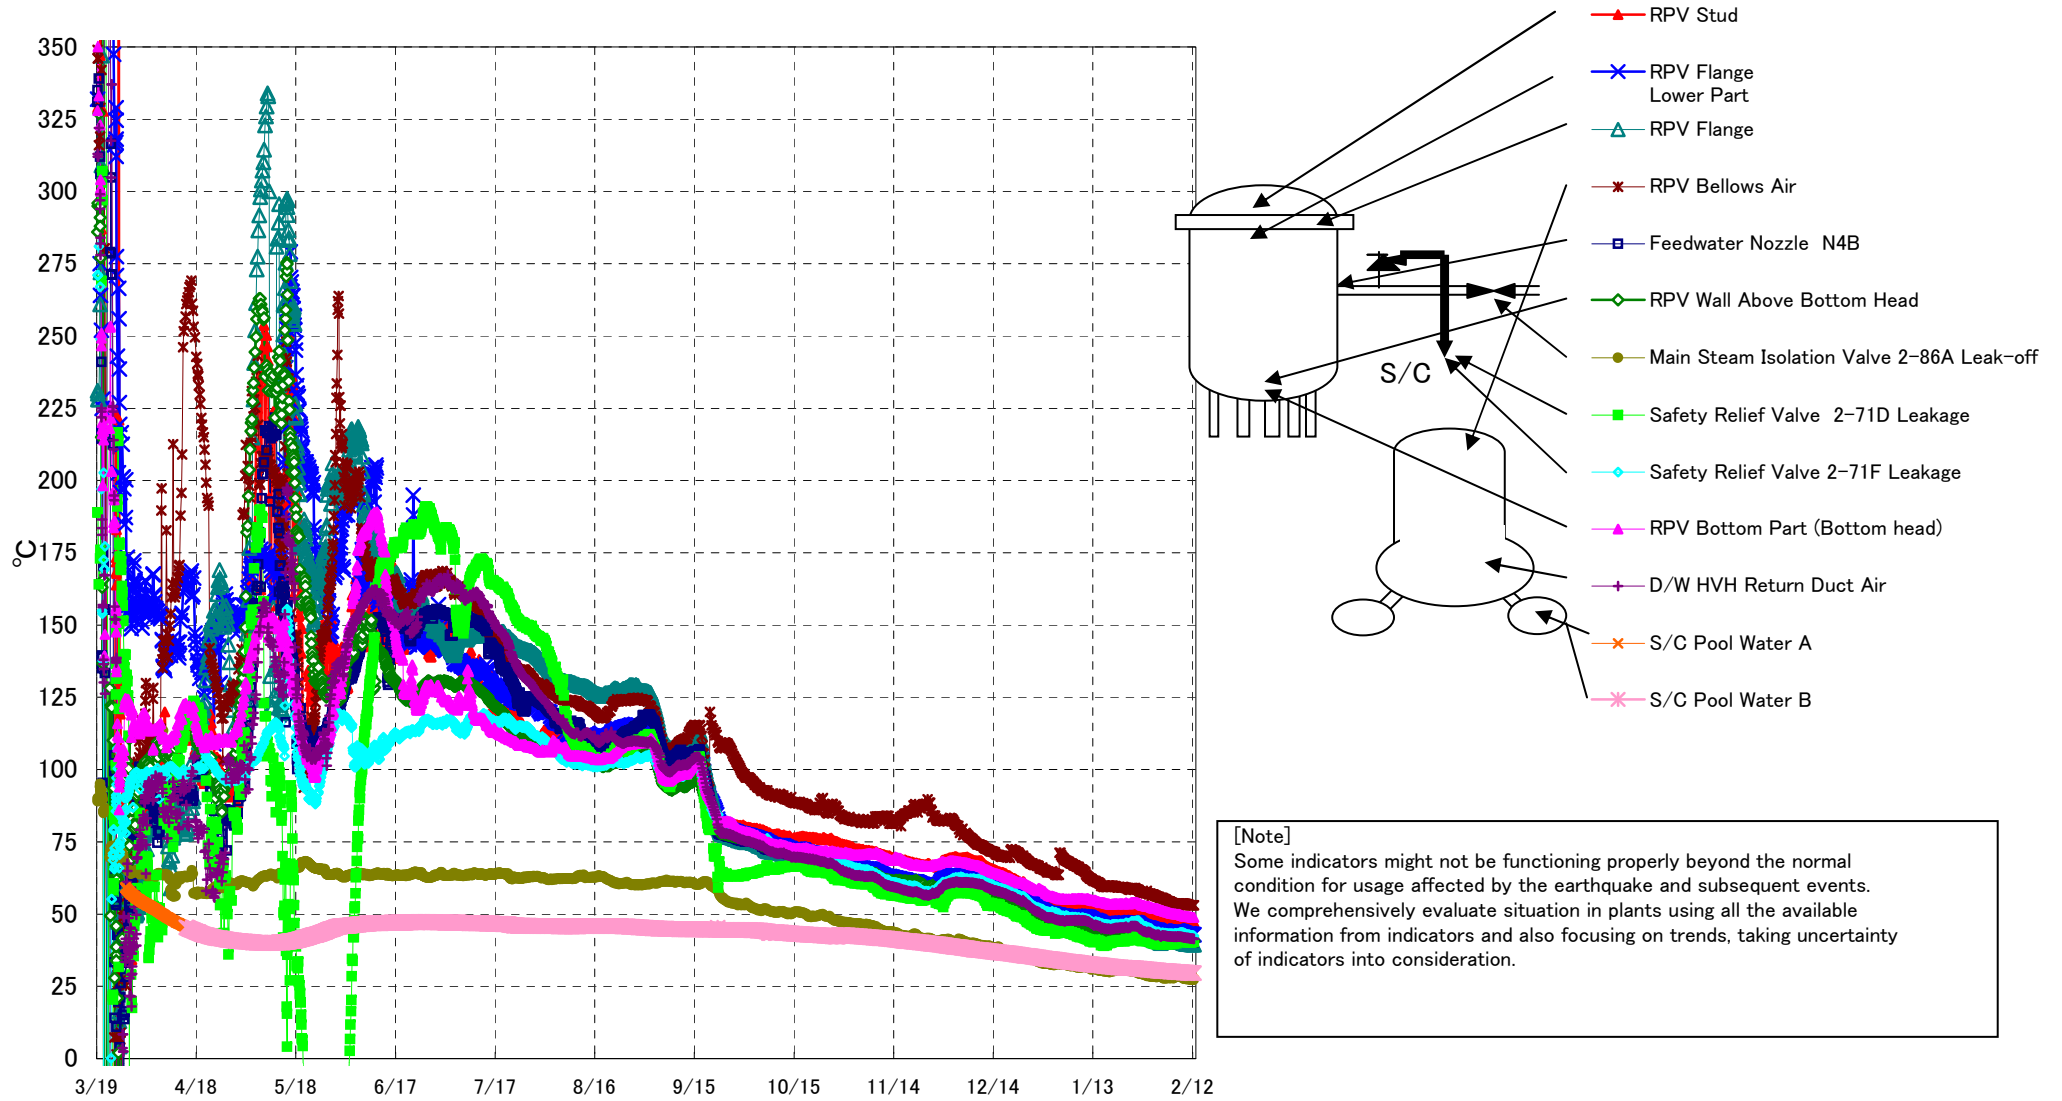 350
325
300
275
250
225
200
175
150
125
100
75
50
25
0
℃
3/19
4/18
5/18
6/17
7/17
8/16
9/15
10/15
11/14
12/14
1/13
2/12
RPV Stud
RPV Flange
Lower Part
RPV Flange
RPV Bellows Air
Feedwater Nozzle N4B
RPV Wall Above Bottom Head
Main Steam Isolation Valve 2-86A Leak-off
Safety Relief Valve 2-71D Leakage
Safety Relief Valve 2-71F Leakage
RPV Bottom Part (Bottom head)
D/W HVH Return Duct Air
S/C Pool Water A
S/C Pool Water B
S/C
[Note]
Some indicators might not be functioning properly beyond the normal
condition for usage affected by the earthquake and subsequent events.
We comprehensively evaluate situation in plants using all the available
information from indicators and also focusing on trends, taking uncertainty
of indicators into consideration.